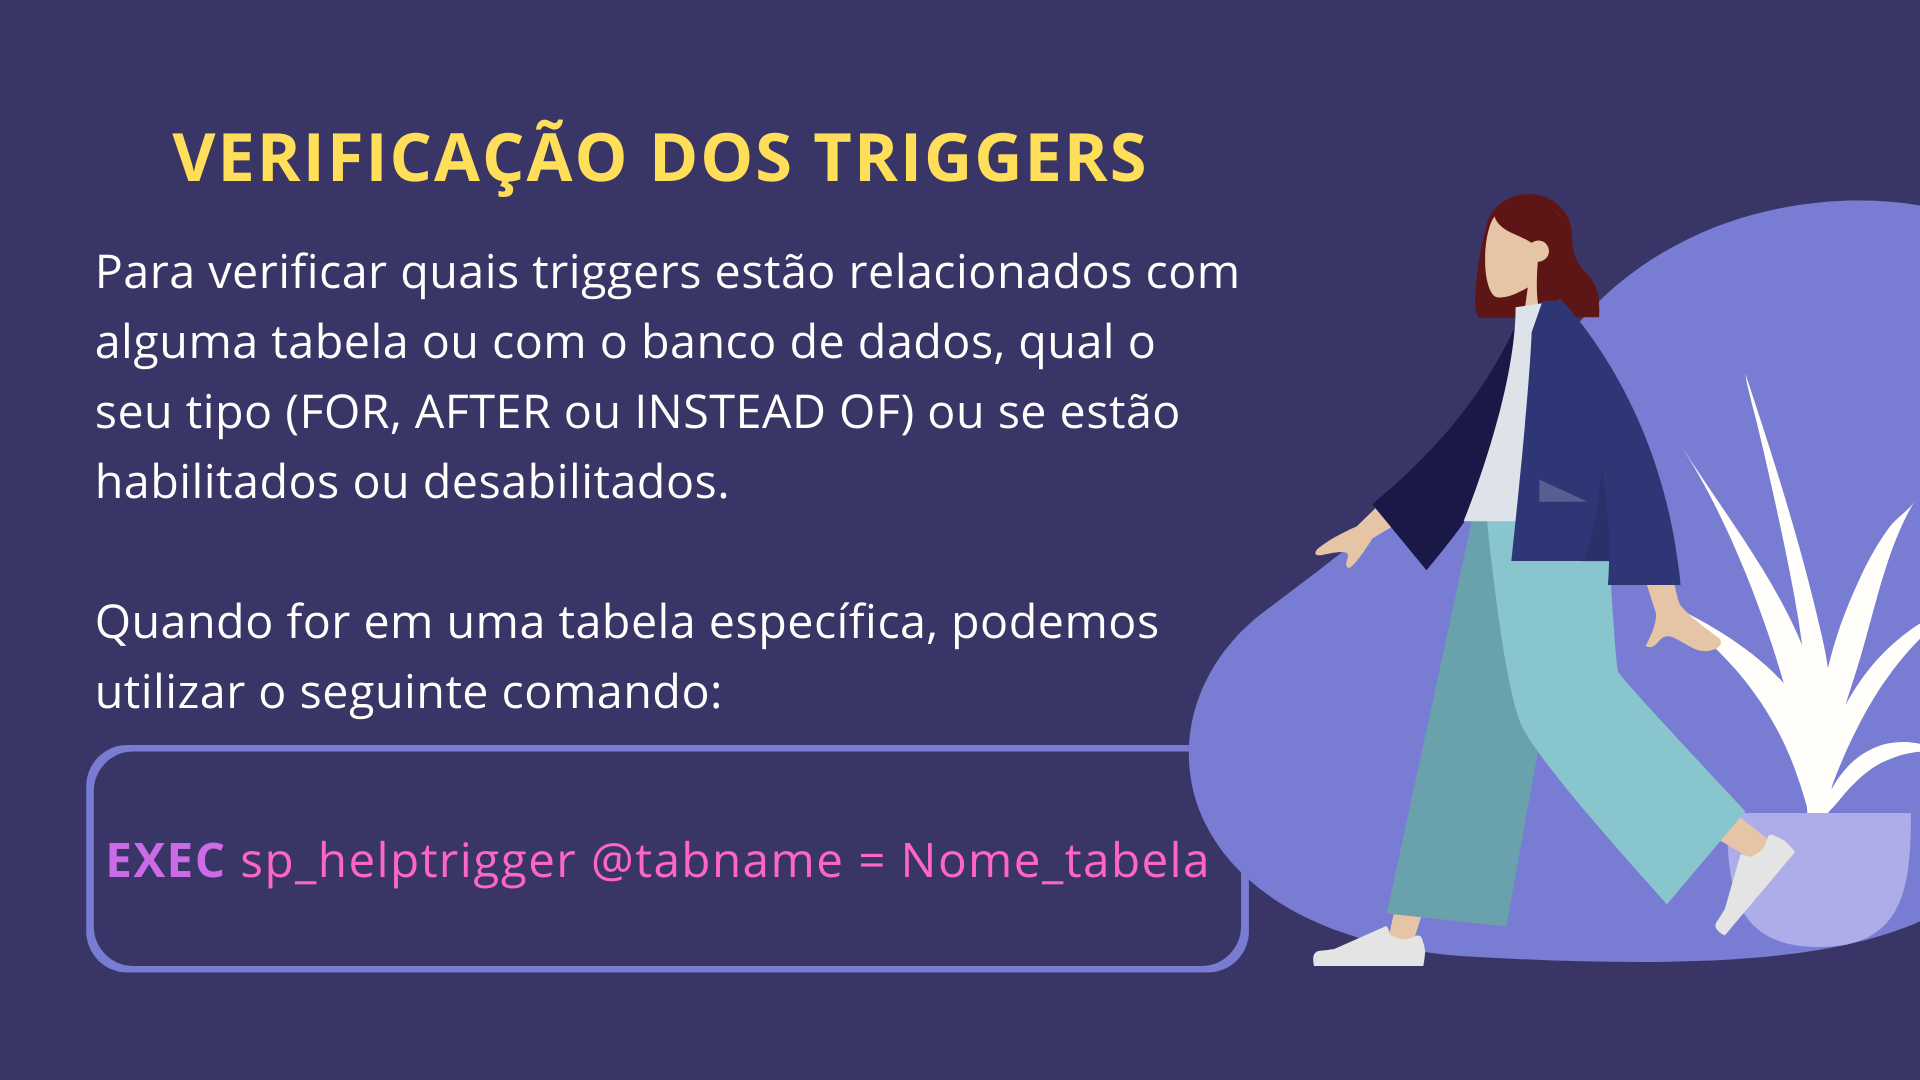 VERIFICAÇÃO DOS TRIGGERS
Para verificar quais triggers estão relacionados com
alguma tabela ou com o banco de dados, qual o
seu tipo (FOR, AFTER ou INSTEAD OF) ou se estão
habilitados ou desabilitados.
Quando for em uma tabela específica, podemos
utilizar o seguinte comando:
EXEC sp_helptrigger @tabname = Nome_tabela